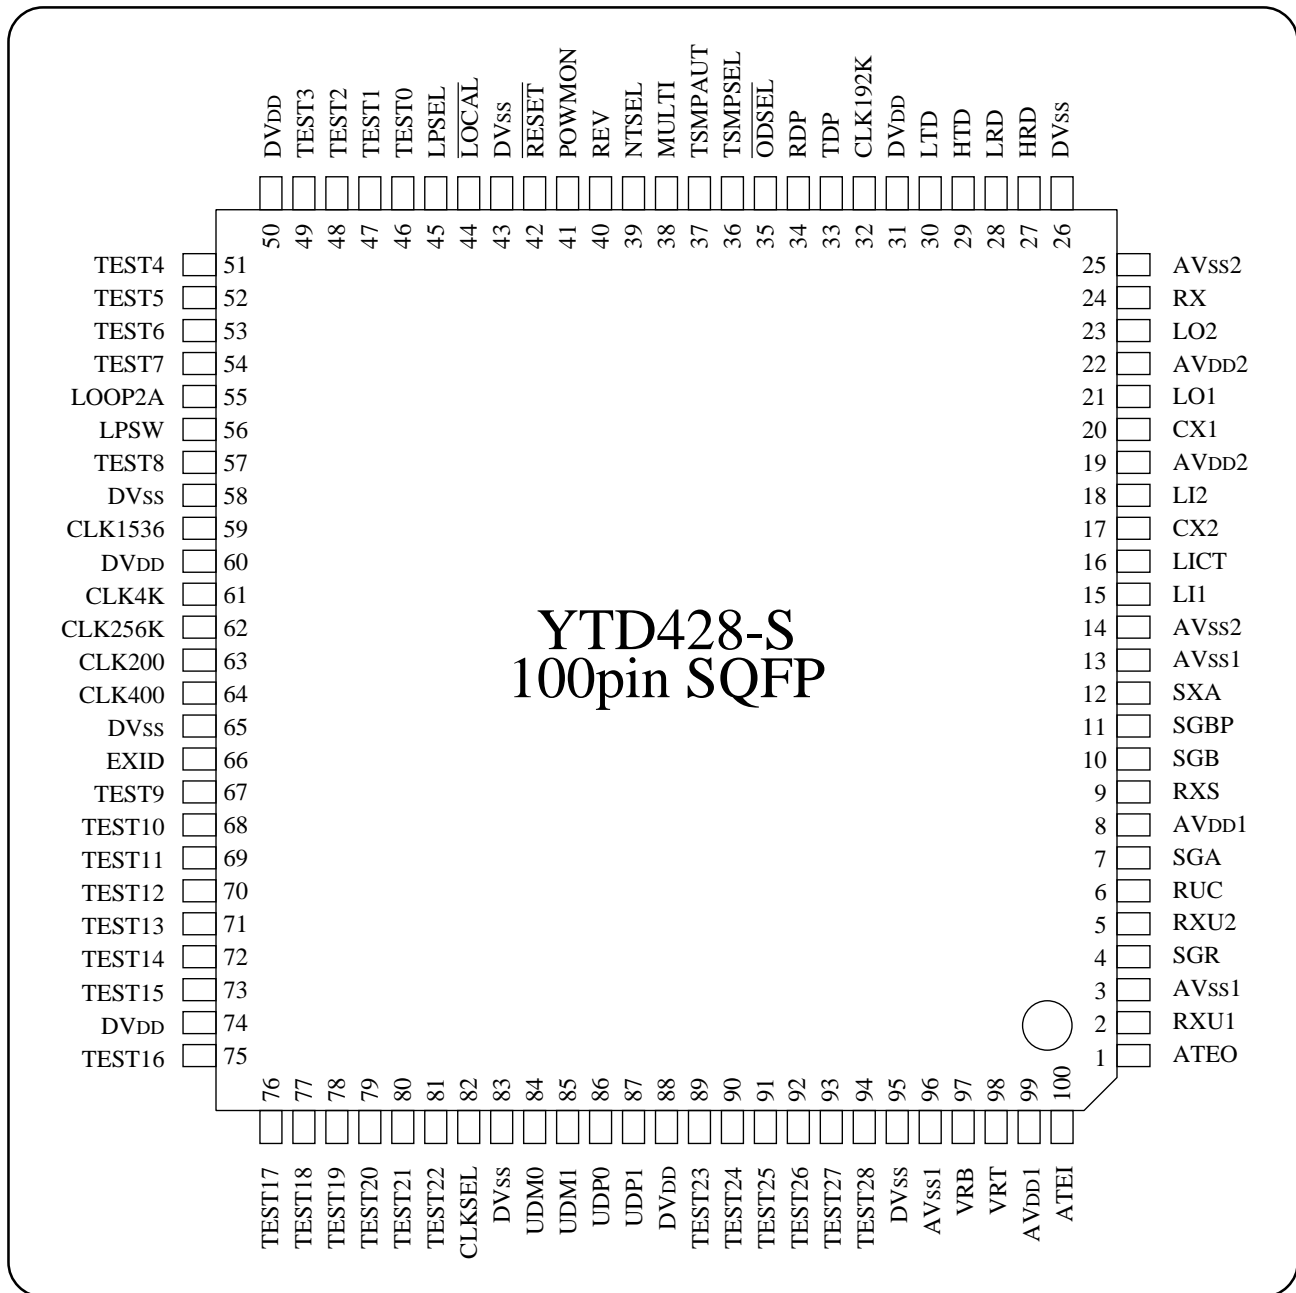 DVDD TEST3 TEST2 TEST1 TEST0 LPSEL LOCAL DVSS RESET POWMON REV NTSEL MULTI TSMPAUT TSMPSEL ODSEL RDP TDP CLK192K DVDD LTD HTD LRD HRD DVSS
50 49 48 47 46 45 44 43 42 41 40 39 38 37 36 35 34 33 32 31 30 29 28 27 26
TEST4 51 25 AVSS2
TEST5 52 24 RX
TEST6 53 23 LO2
TEST7 54 22 AVDD2
LOOP2A 55 21 LO1
LPSW 56 20 CX1
TEST8 57 19 AVDD2
DVSS 58 18 LI2
CLK1536 59 17 CX2
DVDD 60 16 LICT
CLK4K 61 15 LI1
CLK256K 62 14 AVSS2
CLK200 63 13 AVSS1
CLK400 64 12 SXA
DVSS 65 11 SGBP
EXID 66 10 SGB
TEST9 67 9 RXS
TEST10 68 8 AVDD1
TEST11 69 7 SGA
TEST12 70 6 RUC
TEST13 71 5 RXU2
TEST14 72 4 SGR
TEST15 73 3 AVSS1
DVDD 74 2 RXU1
TEST16 75 1 ATEO
YTD428-S
100pin SQFP
76 77 78 79 80 81 82 83 84 85 86 87 88 89 90 91 92 93 94 95 96 97 98 99 100
TEST17 TEST18 TEST19 TEST20 TEST21 TEST22 CLKSEL DVSS UDM0 UDM1 UDP0 UDP1 DVDD TEST23 TEST24 TEST25 TEST26 TEST27 TEST28 DVSS AVSS1 VRB VRT AVDD1 ATEI